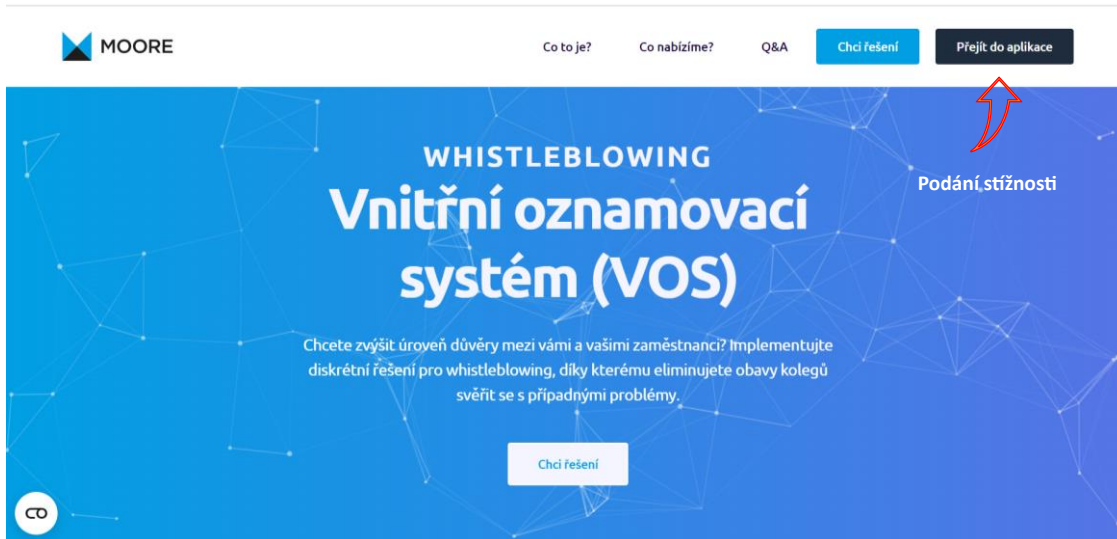 MOORE
Co to je?
Co nabízíme?
Q&A
Chci řešení
Přejít do aplikace
Podání stížnosti
WHISTLEBLOWING
Vnitřní oznamovací
systém (VOS)
Chcete zvýšit úroveň důvěry mezi vámi a vašimi zaměstnanci? Implementujte
diskrétní řešení pro whistleblowing, díky kterému eliminujete obavy kolegů
svěřit se s případnými problémy.
Chci řešení